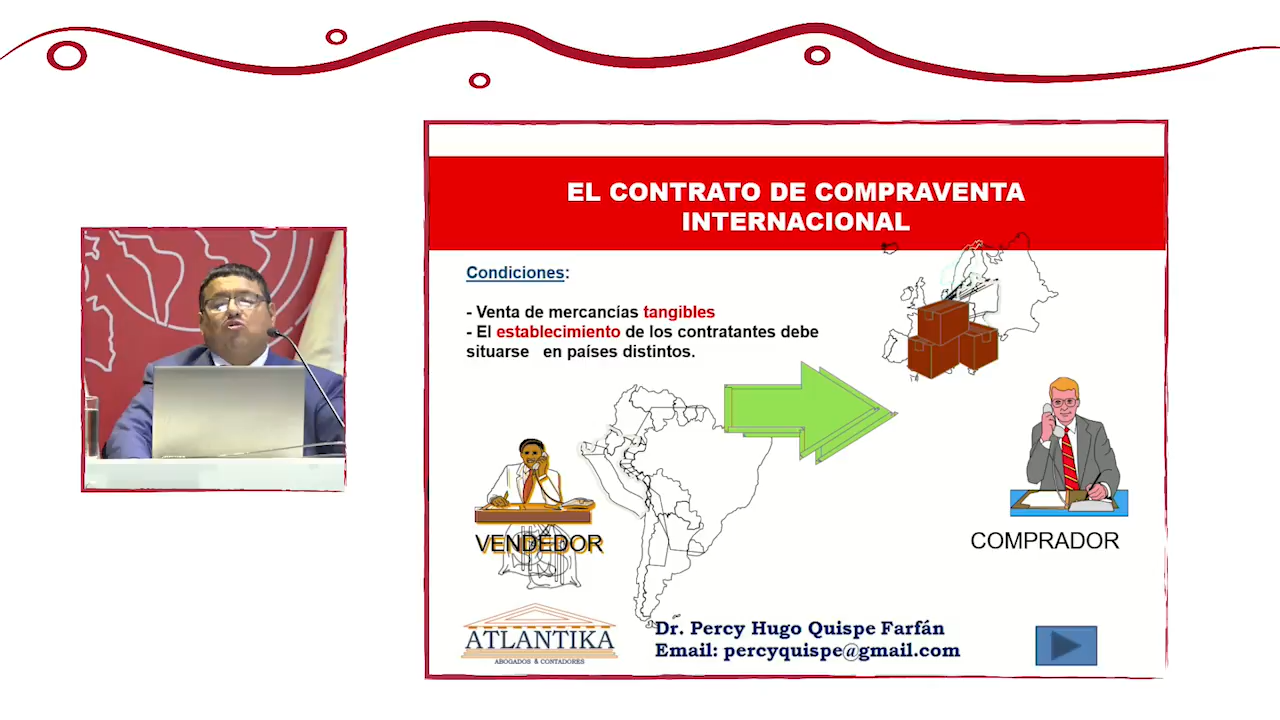 EL CONTRATO DE COMPRAVENTA
INTERNACIONAL
Condiciones:
- Venta de mercancías tangibles
- El establecimiento de los contratantes debe
situarse en países distintos.
VENDEDOR
COMPRADOR
ATLANTIKA
ABOGADOS & CONTADORES
Dr. Percy Hugo Quispe Farfán
Email: percyquispe@gmail.com